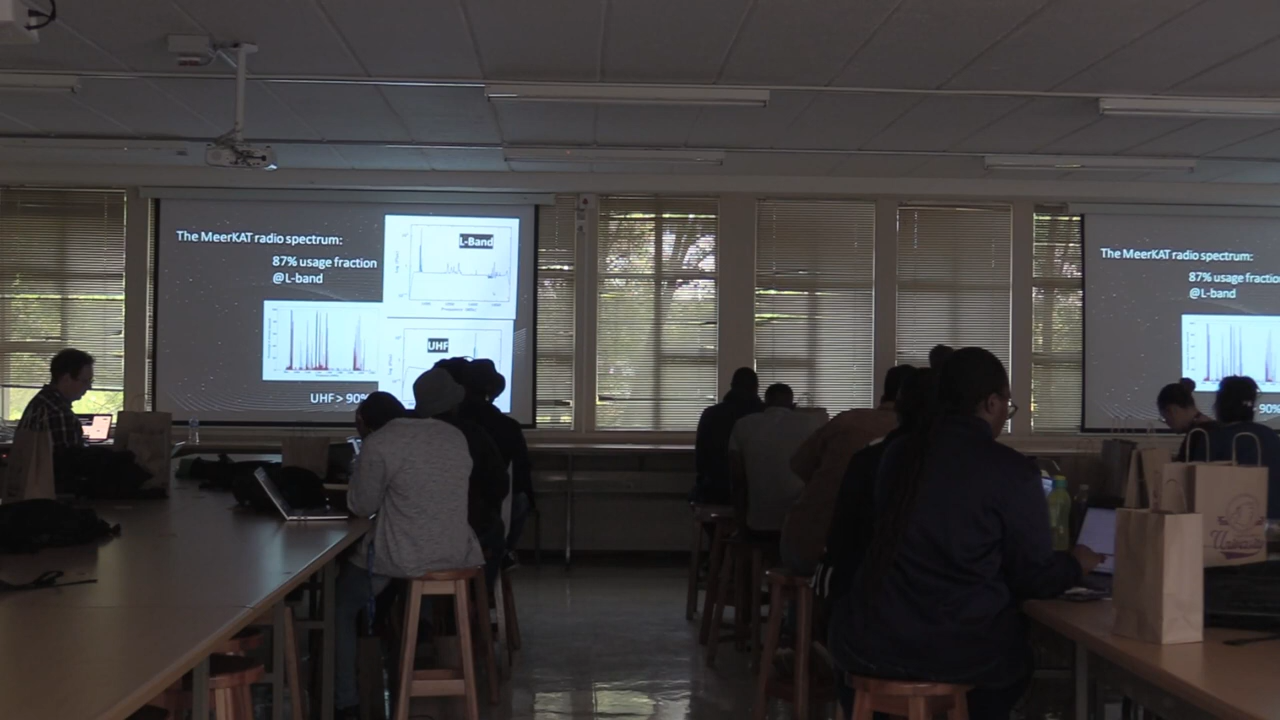 The MeerKAT radio spectrum:
87% usage fraction
@L-band
L-Band
UHF
UHF > 90%
The MeerKAT radio spectrum:
87% usage fraction
@L-band
90%